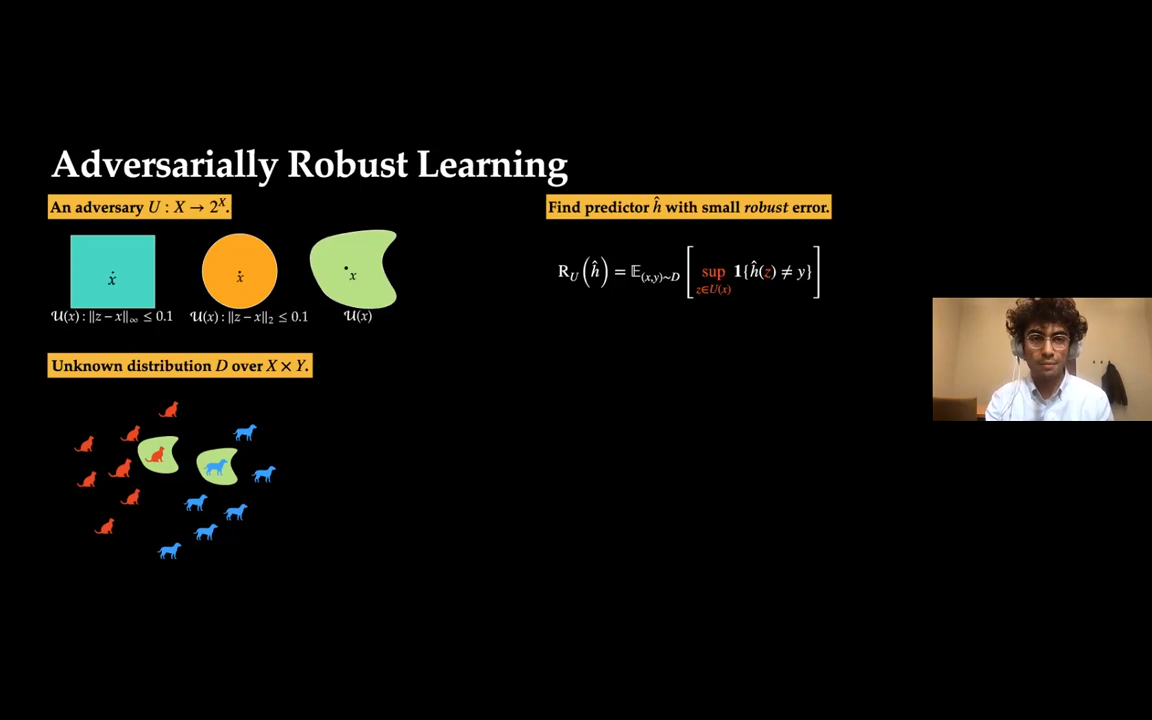 Adversarially Robust Learning
An adversary U : X → 2^X.
x
x
x
𝒰(x) : ‖z − x‖_∞ ≤ 0.1
𝒰(x) : ‖z − x‖_2 ≤ 0.1
𝒰(x)
Unknown distribution D over X × Y.
Find predictor ĥ with small robust error.
R_U(ĥ) = 𝔼_(x,y)∼D [ sup_z∈U(x) 𝟏{ĥ(z) ≠ y} ]